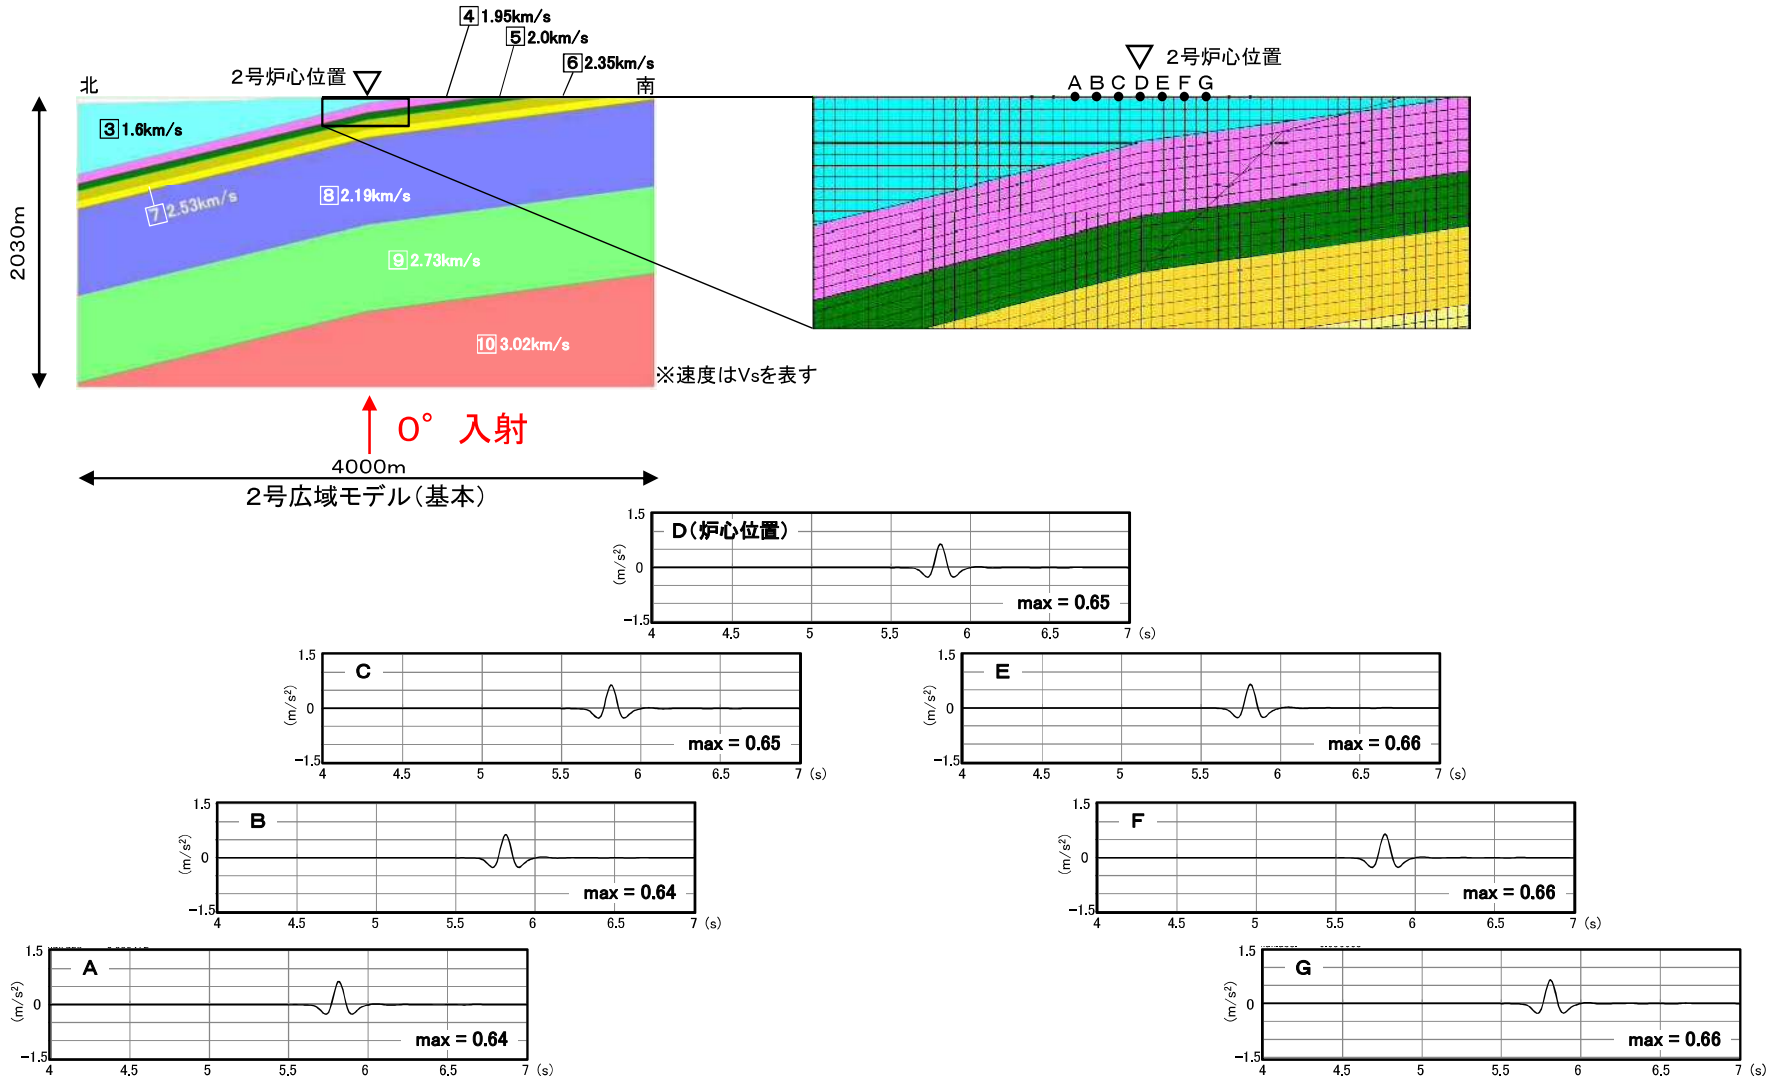 ④ 1.95km/s
⑤ 2.0km/s
⑥ 2.35km/s
2号炉心位置
北
南
③ 1.6km/s
⑦ 2.53km/s
⑧ 2.19km/s
⑨ 2.73km/s
⑩ 3.02km/s
2030m
※速度はVsを表す
0° 入射
4000m
2号広域モデル(基本)
2号炉心位置
A B C D E F G
D(炉心位置)
1.5
0
-1.5
(m/s²)
max = 0.65
4 4.5 5 5.5 6 6.5 7 (s)
C
1.5
0
-1.5
(m/s²)
max = 0.65
4 4.5 5 5.5 6 6.5 7 (s)
E
1.5
0
-1.5
(m/s²)
max = 0.66
4 4.5 5 5.5 6 6.5 7 (s)
B
1.5
0
-1.5
(m/s²)
max = 0.64
4 4.5 5 5.5 6 6.5 7 (s)
F
1.5
0
-1.5
(m/s²)
max = 0.66
4 4.5 5 5.5 6 6.5 7 (s)
A
1.5
0
-1.5
(m/s²)
max = 0.64
4 4.5 5 5.5 6 6.5 7 (s)
G
1.5
0
-1.5
(m/s²)
max = 0.66
4 4.5 5 5.5 6 6.5 7 (s)